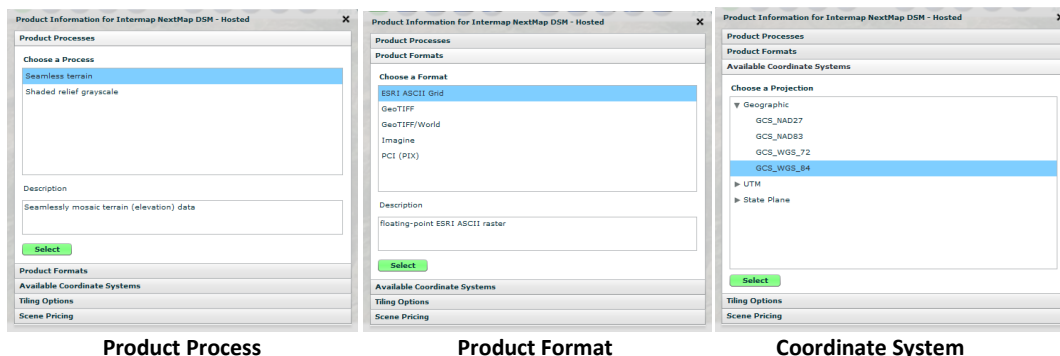 Product Information for Intermap NextMap DSM - Hosted
Product Processes
Choose a Process
Seamless terrain
Shaded relief grayscale
Description
Seamlessly mosaic terrain (elevation) data
Select
Product Formats
Available Coordinate Systems
Tiling Options
Scene Pricing
Product Process
Product Information for Intermap NextMap DSM - Hosted
Product Processes
Product Formats
Choose a Format
ESRI ASCII Grid
GeoTIFF
GeoTIFF/World
Imagine
PCI (PIX)
Description
floating-point ESRI ASCII raster
Select
Available Coordinate Systems
Tiling Options
Scene Pricing
Product Format
Product Information for Intermap NextMap DSM - Hosted
Product Processes
Product Formats
Available Coordinate Systems
Choose a Projection
Geographic
GCS_NAD27
GCS_NAD83
GCS_WGS_72
GCS_WGS_84
UTM
State Plane
Select
Tiling Options
Scene Pricing
Coordinate System